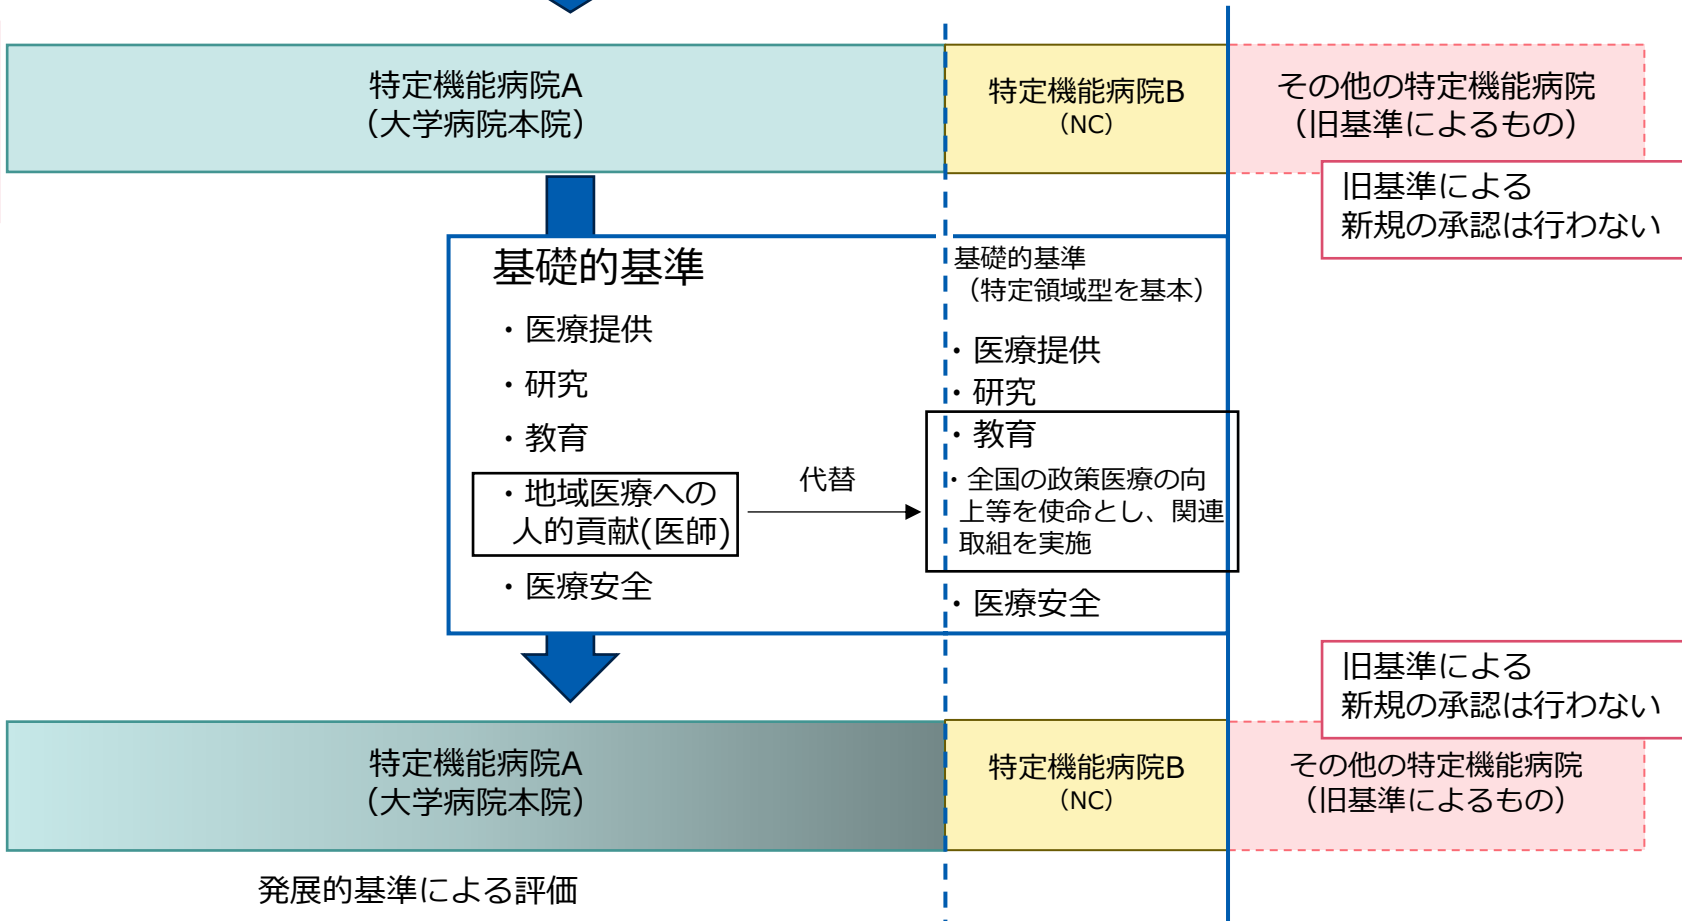 特定機能病院A
（大学病院本院）
特定機能病院B
（NC）
その他の特定機能病院
（旧基準によるもの）
旧基準による
新規の承認は行わない
基礎的基準
・医療提供
・研究
・教育
・地域医療への
人的貢献(医師)
・医療安全
代替
基礎的基準
（特定領域型を基本）
・医療提供
・研究
・教育
・全国の政策医療の向
上等を使命とし、関連
取組を実施
・医療安全
旧基準による
新規の承認は行わない
特定機能病院A
（大学病院本院）
特定機能病院B
（NC）
その他の特定機能病院
（旧基準によるもの）
発展的基準による評価